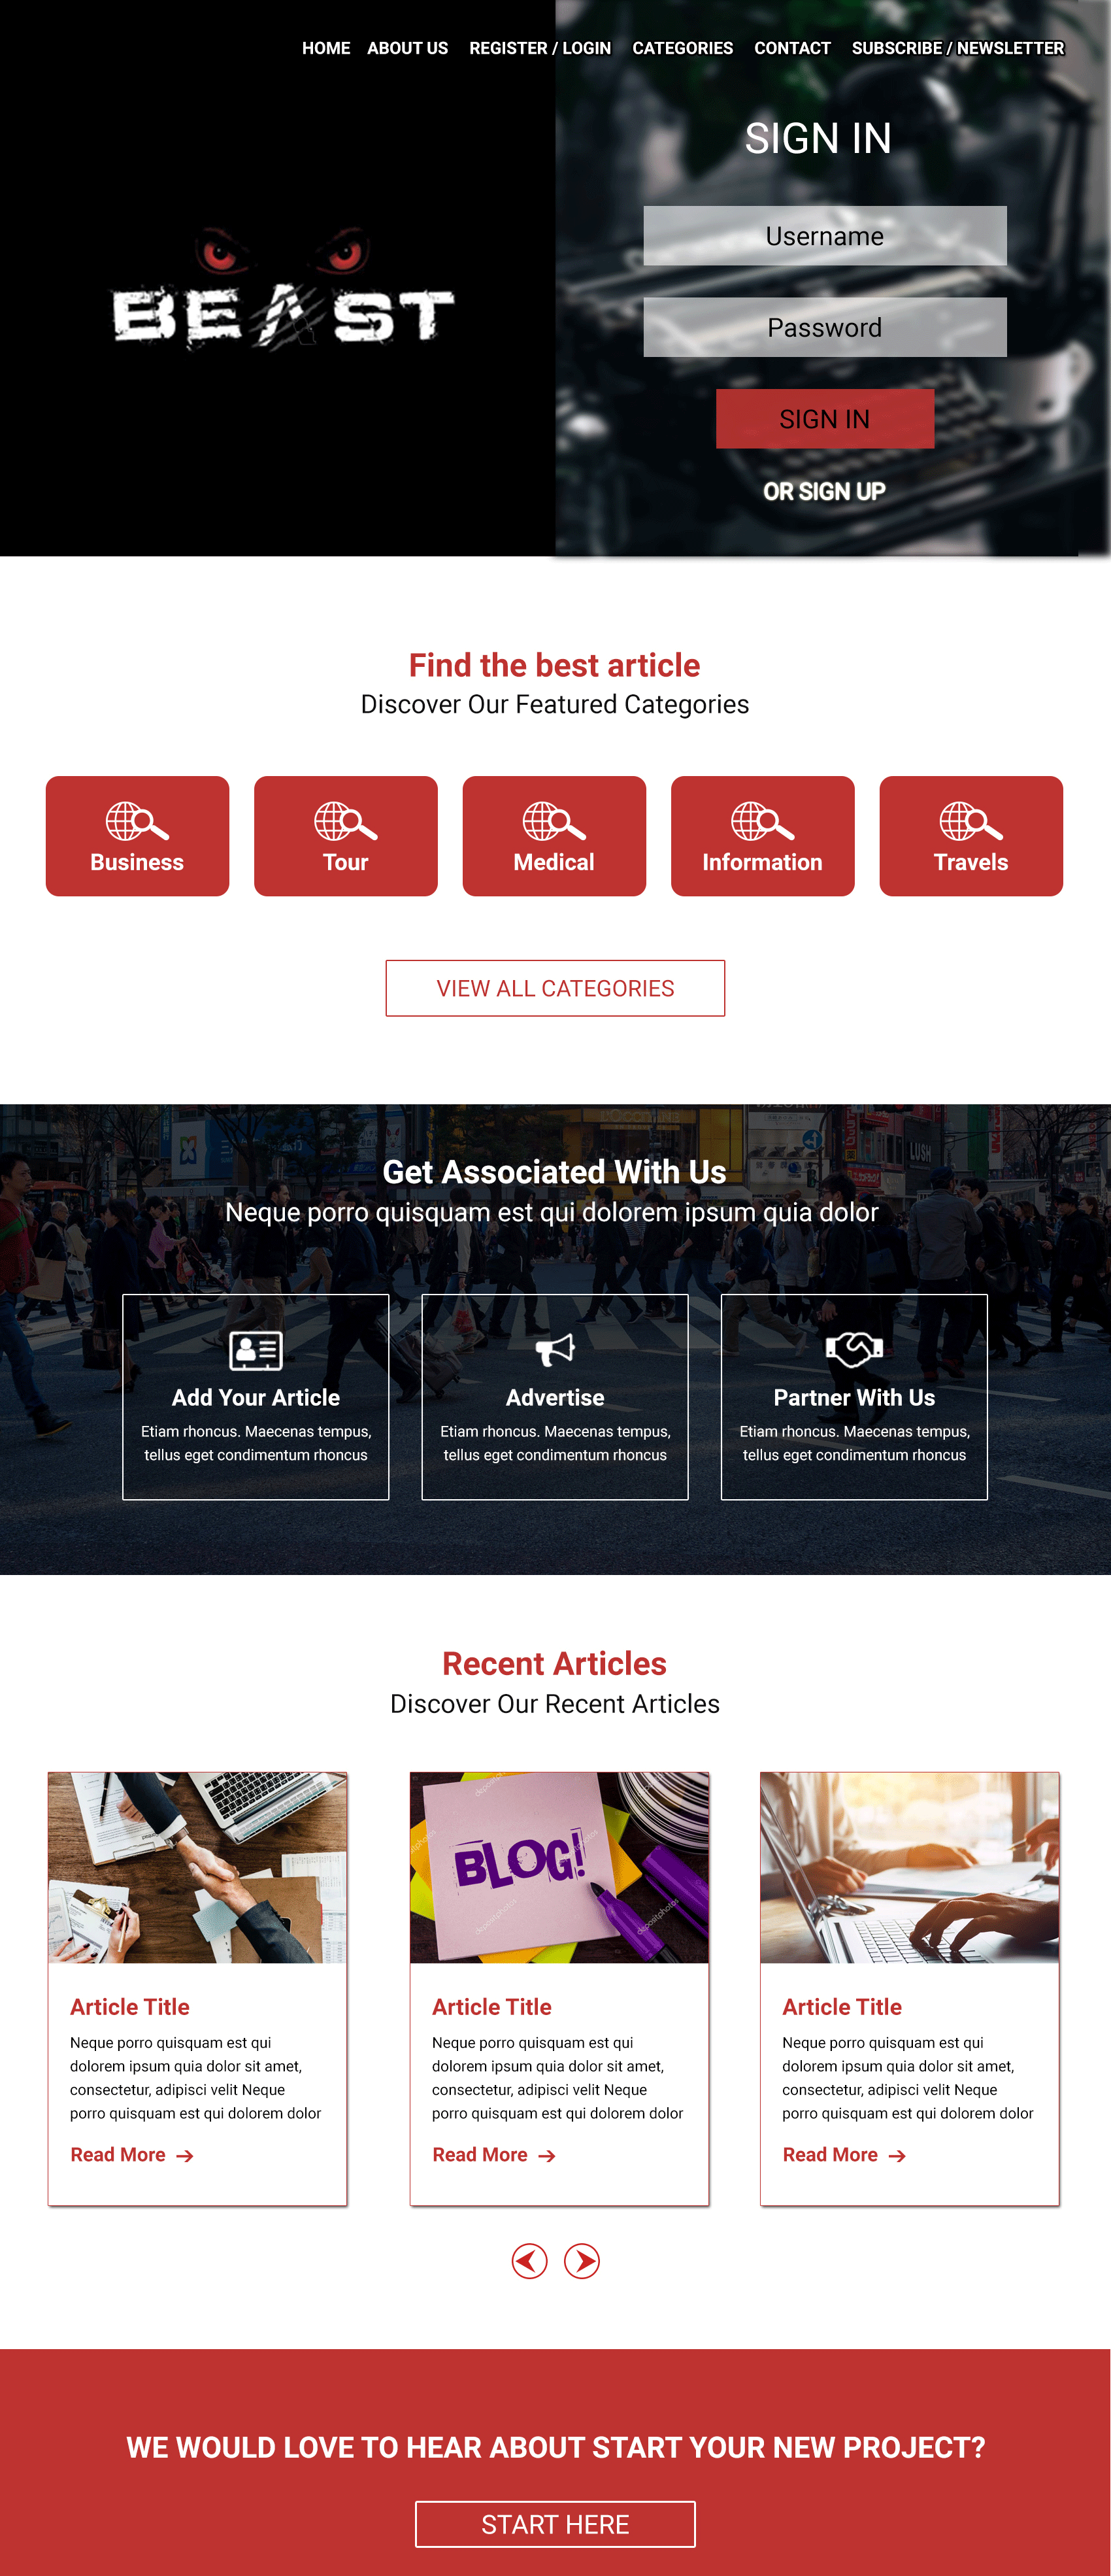 HOME ABOUT US REGISTER / LOGIN CATEGORIES CONTACT SUBSCRIBE / NEWSLETTER
BEAST
SIGN IN
Username
Password
SIGN IN
OR SIGN UP
Find the best article
Discover Our Featured Categories
Business
Tour
Medical
Information
Travels
VIEW ALL CATEGORIES
LUSH
Get Associated With Us
Neque porro quisquam est qui dolorem ipsum quia dolor
Add Your Article
Etiam rhoncus. Maecenas tempus,
tellus eget condimentum rhoncus
Advertise
Etiam rhoncus. Maecenas tempus,
tellus eget condimentum rhoncus
Partner With Us
Etiam rhoncus. Maecenas tempus,
tellus eget condimentum rhoncus
Recent Articles
Discover Our Recent Articles
BLOG!
depositphotos
Article Title
Neque porro quisquam est qui
dolorem ipsum quia dolor sit amet,
consectetur, adipisci velit Neque
porro quisquam est qui dolorem dolor
Read More
Article Title
Neque porro quisquam est qui
dolorem ipsum quia dolor sit amet,
consectetur, adipisci velit Neque
porro quisquam est qui dolorem dolor
Read More
Article Title
Neque porro quisquam est qui
dolorem ipsum quia dolor sit amet,
consectetur, adipisci velit Neque
porro quisquam est qui dolorem dolor
Read More
WE WOULD LOVE TO HEAR ABOUT START YOUR NEW PROJECT?
START HERE